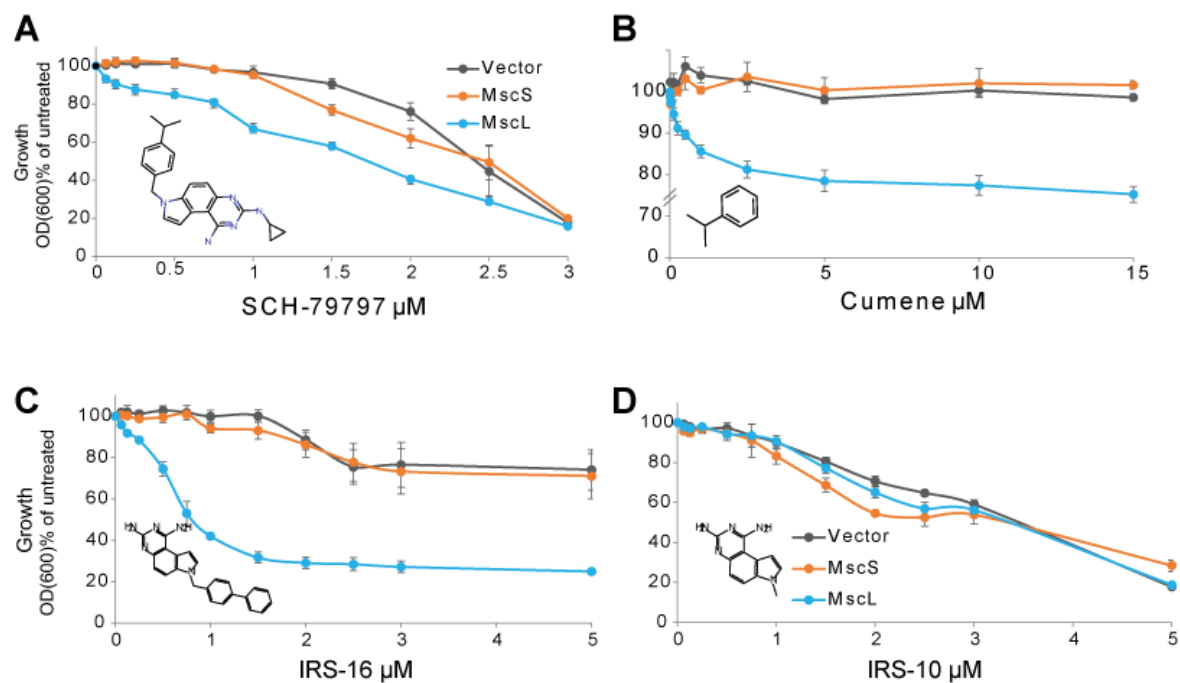 A
Growth
OD(600)% of untreated
100
80
60
40
20
0
0
0.5
1
1.5
2
2.5
3
SCH-79797 µM
Vector
MscS
MscL
N
N
N
N
N
B
100
90
80
70
0
0
5
10
15
Cumene µM
C
Growth
OD(600)% of untreated
100
80
60
40
20
0
0
1
2
3
4
5
IRS-16 µM
N
N
N
D
100
80
60
40
20
0
0
1
2
3
4
5
IRS-10 µM
Vector
MscS
MscL
N
N
N